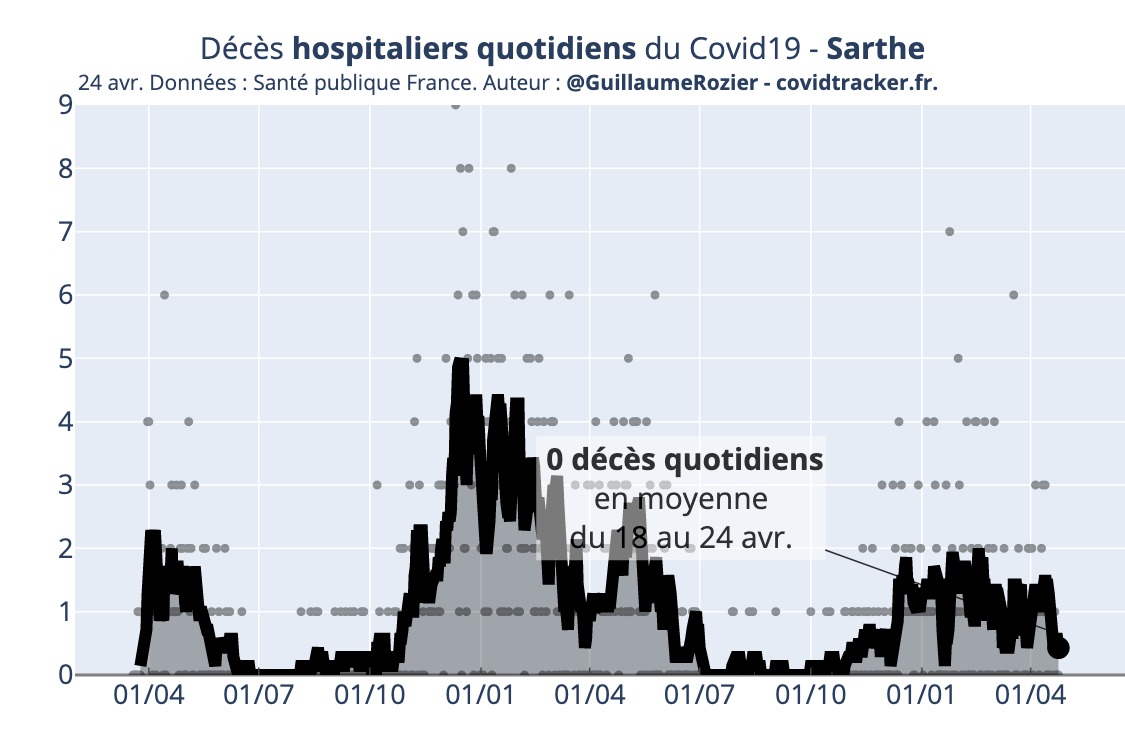 Décès hospitaliers quotidiens du Covid19 - Sarthe
24 avr. Données : Santé publique France. Auteur : @GuillaumeRozier - covidtracker.fr.
9
8
7
6
5
4
3
2
1
0
0 décès quotidiens
en moyenne
du 18 au 24 avr.
01/04 01/07 01/10 01/01 01/04 01/07 01/10 01/01 01/04